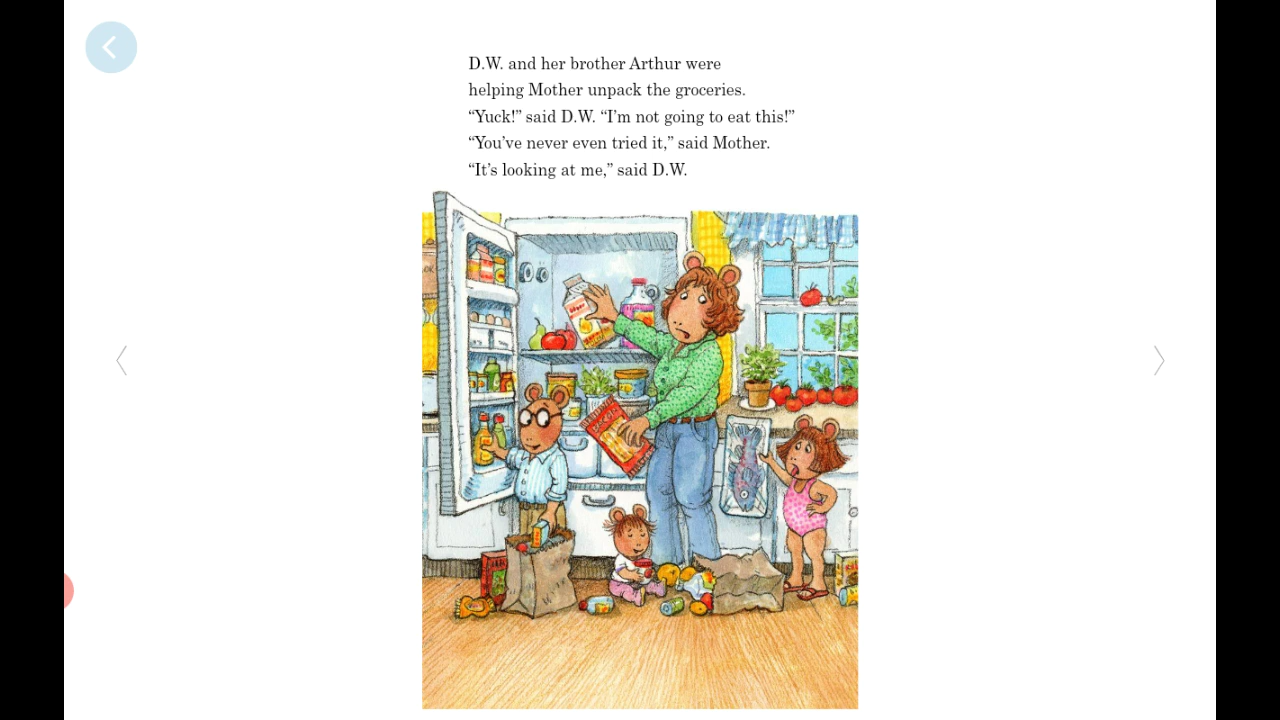 D.W. and her brother Arthur were
helping Mother unpack the groceries.
“Yuck!” said D.W. “I’m not going to eat this!”
“You’ve never even tried it,” said Mother.
“It’s looking at me,” said D.W.